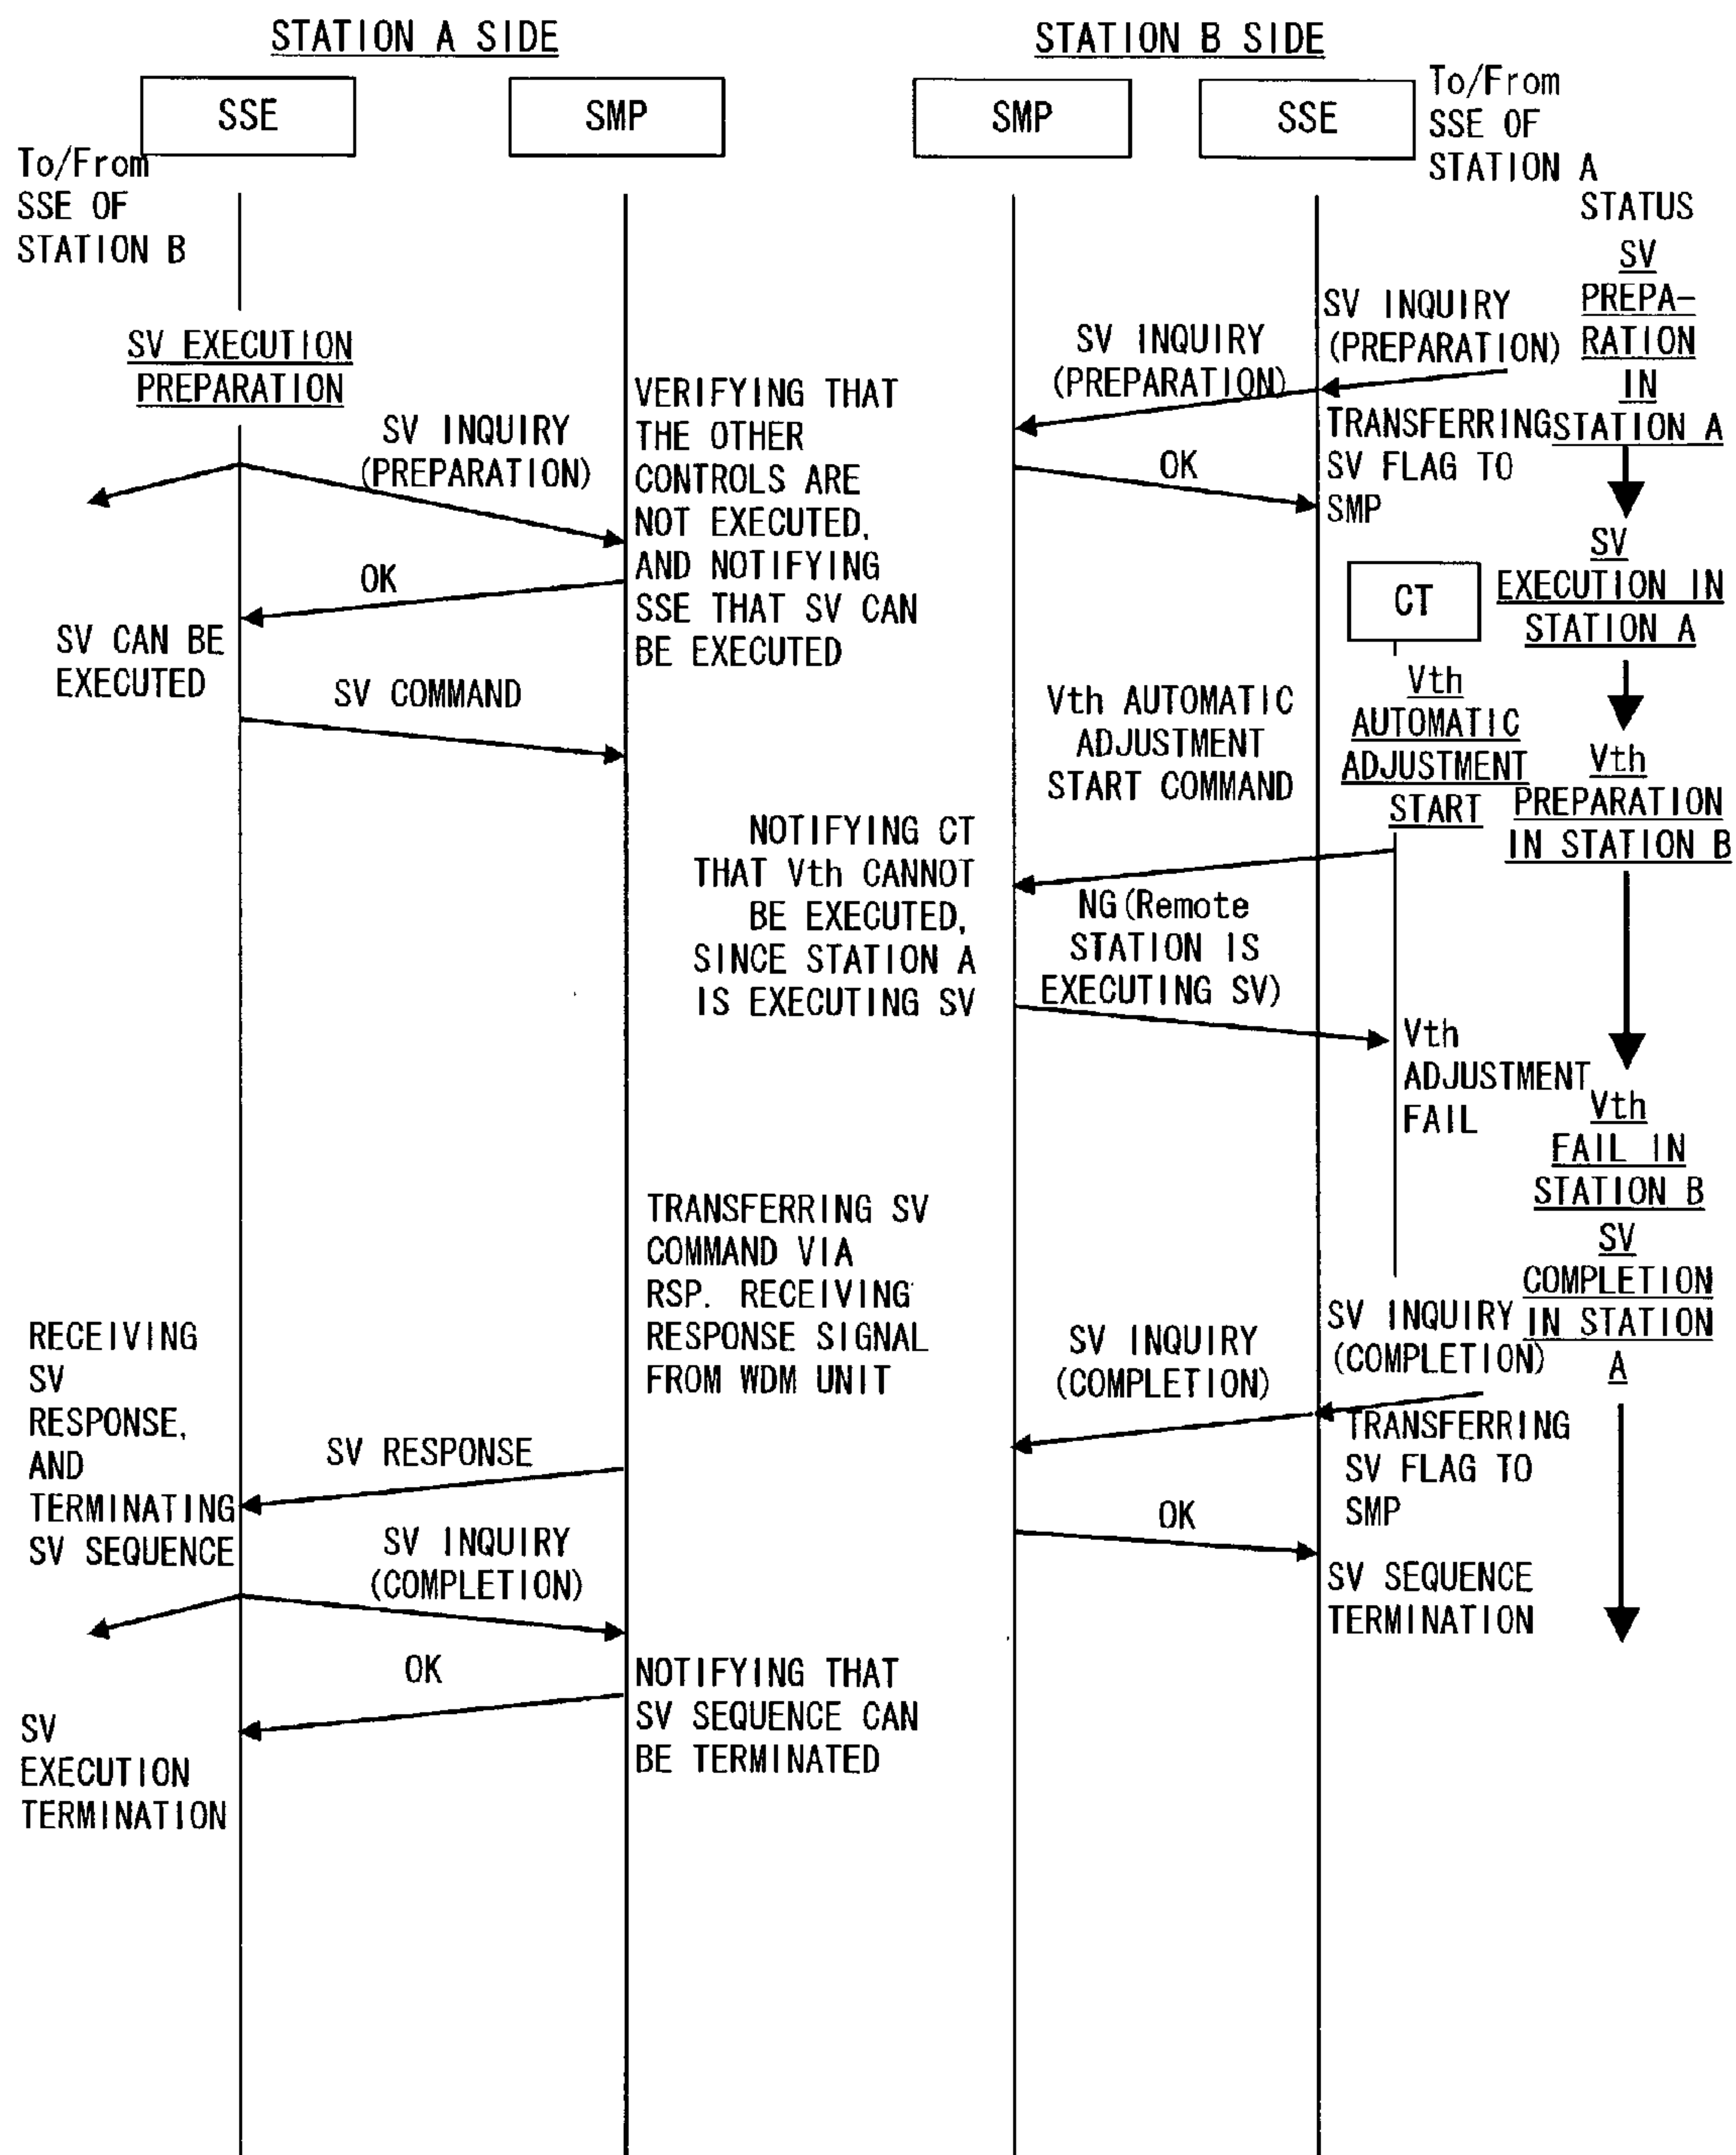 STATION A SIDE
STATION B SIDE
SSE
SMP
SMP
SSE
To/From
SSE OF
STATION A
To/From
SSE OF
STATION B
STATUS
SV
PREPA-
RATION
IN
STATION A
SV EXECUTION
PREPARATION
SV INQUIRY
(PREPARATION)
VERIFYING THAT
THE OTHER
CONTROLS ARE
NOT EXECUTED,
AND NOTIFYING
SSE THAT SV CAN
BE EXECUTED
SV INQUIRY
(PREPARATION)
SV INQUIRY
(PREPARATION)
TRANSFERRING
SV FLAG TO
SMP
OK
OK
SV CAN BE
EXECUTED
SV COMMAND
SV
EXECUTION IN
STATION A
CT
Vth
AUTOMATIC
ADJUSTMENT
START
Vth AUTOMATIC
ADJUSTMENT
START COMMAND
Vth
PREPARATION
IN STATION B
NOTIFYING CT
THAT Vth CANNOT
BE EXECUTED,
SINCE STATION A
IS EXECUTING SV
NG(Remote
STATION IS
EXECUTING SV)
Vth
ADJUSTMENT
FAIL
Vth
FAIL IN
STATION B
SV
COMPLETION
IN STATION
A
TRANSFERRING SV
COMMAND VIA
RSP. RECEIVING
RESPONSE SIGNAL
FROM WDM UNIT
RECEIVING
SV
RESPONSE,
AND
TERMINATING
SV SEQUENCE
SV RESPONSE
SV INQUIRY
(COMPLETION)
SV INQUIRY
(COMPLETION)
TRANSFERRING
SV FLAG TO
SMP
OK
SV SEQUENCE
TERMINATION
SV INQUIRY
(COMPLETION)
OK
NOTIFYING THAT
SV SEQUENCE CAN
BE TERMINATED
SV
EXECUTION
TERMINATION